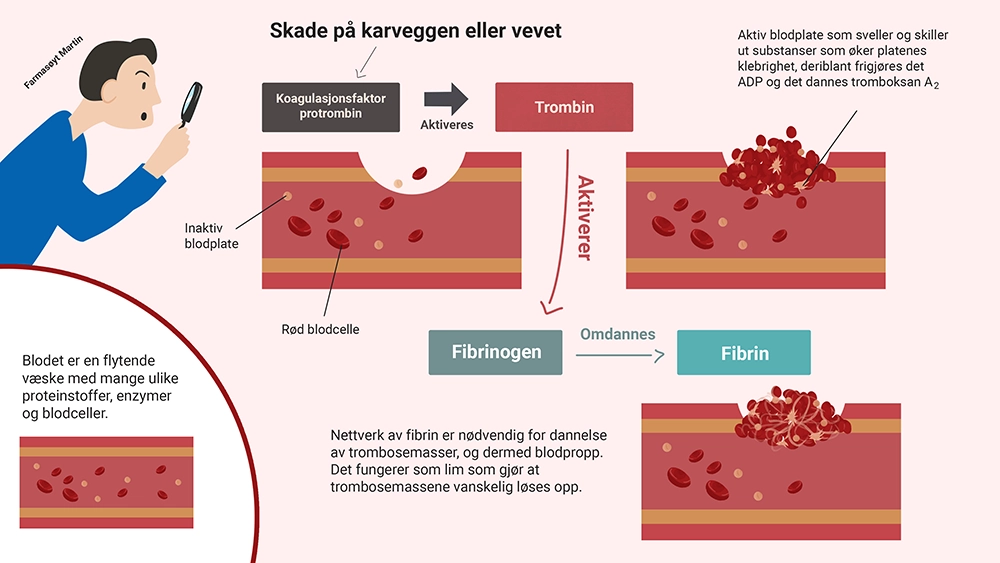 Farmasøyt Martin
Skade på karveggen eller vevet
Koagulasjonsfaktor
protrombin
Aktiveres
Trombin
Aktiv blodplate som sveller og skiller
ut substanser som øker platenes
klebrighet, deriblant frigjøres det
ADP og det dannes tromboksan A₂
Inaktiv
blodplate
Rød blodcelle
Aktiverer
Fibrinogen
Omdannes
Fibrin
Blodet er en flytende
væske med mange ulike
proteinstoffer, enzymer
og blodceller.
Nettverk av fibrin er nødvendig for dannelse
av trombosemasser, og dermed blodpropp.
Det fungerer som lim som gjør at
trombosemassene vanskelig løses opp.